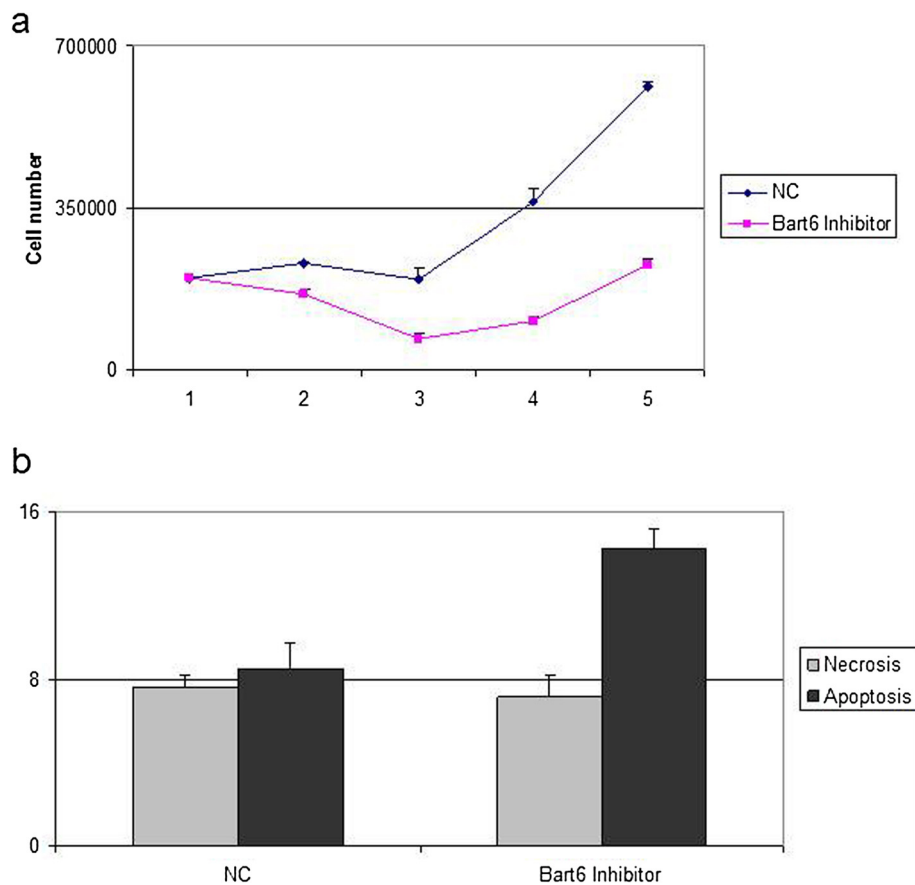 a
700000
350000
0
Cell number
1 2 3 4 5
NC
Bart6 Inhibitor
b
16
8
0
NC Bart6 Inhibitor
Necrosis
Apoptosis